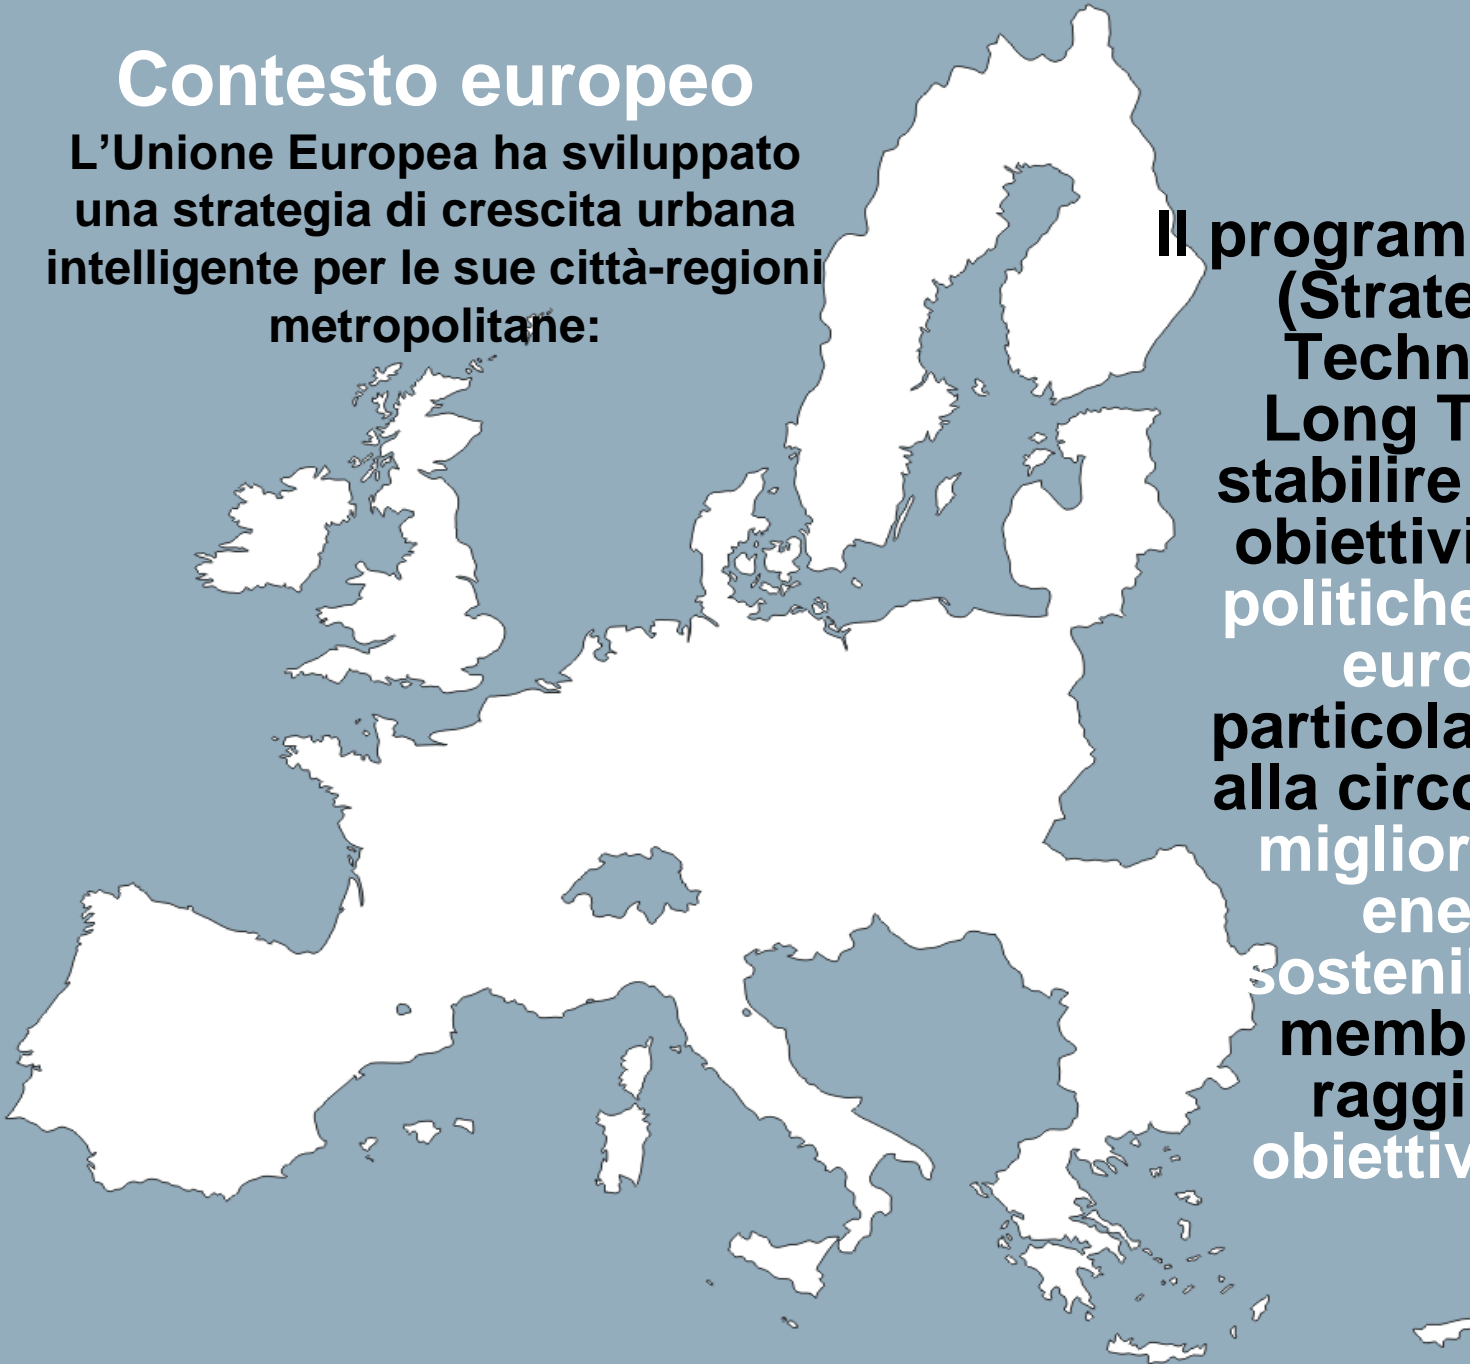 Contesto europeo
L’Unione Europea ha sviluppato
una strategia di crescita urbana
intelligente per le sue città-regioni
metropolitane:
Il program
(Strate
Techn
Long T
stabilire
obiettivi
politiche
euro
particola
alla circo
miglior
ene
sostenil
memb
raggi
obiettiv